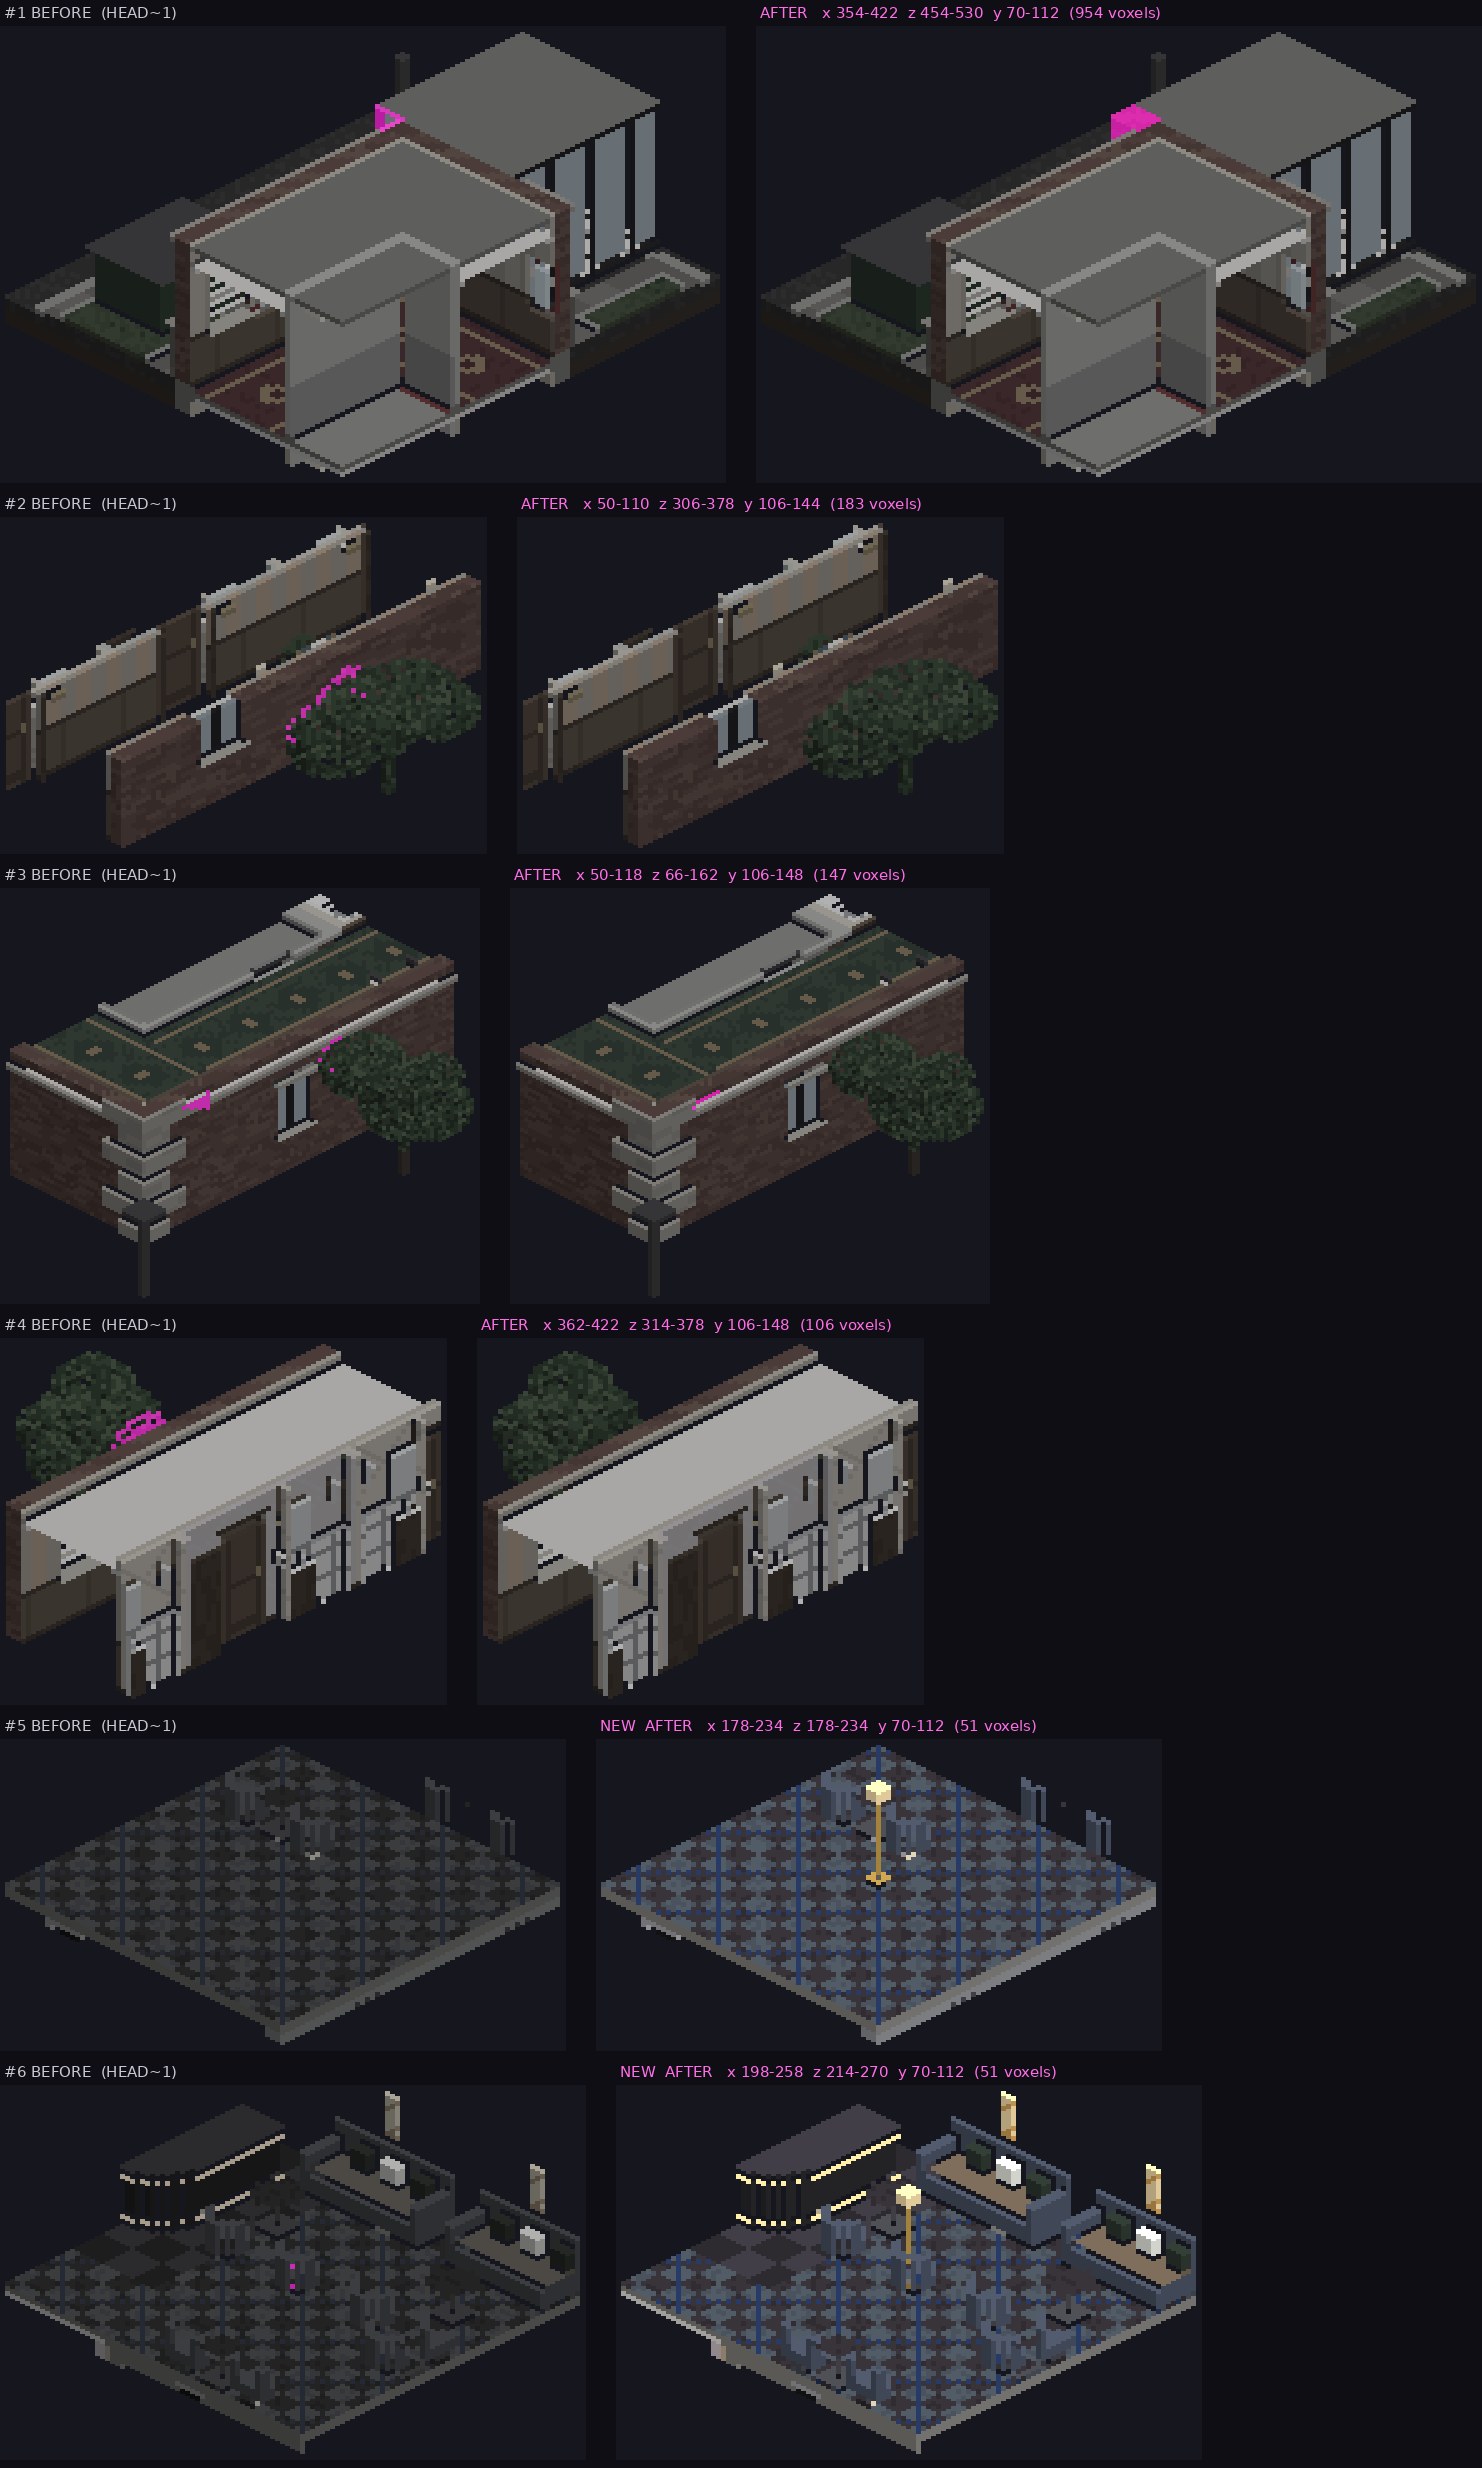 #1 BEFORE (HEAD~1)
AFTER x 354-422 z 454-530 y 70-112 (954 voxels)
#2 BEFORE (HEAD~1)
AFTER x 50-110 z 306-378 y 106-144 (183 voxels)
#3 BEFORE (HEAD~1)
AFTER x 50-118 z 66-162 y 106-148 (147 voxels)
#4 BEFORE (HEAD~1)
AFTER x 362-422 z 314-378 y 106-148 (106 voxels)
#5 BEFORE (HEAD~1)
NEW AFTER x 178-234 z 178-234 y 70-112 (51 voxels)
#6 BEFORE (HEAD~1)
NEW AFTER x 198-258 z 214-270 y 70-112 (51 voxels)